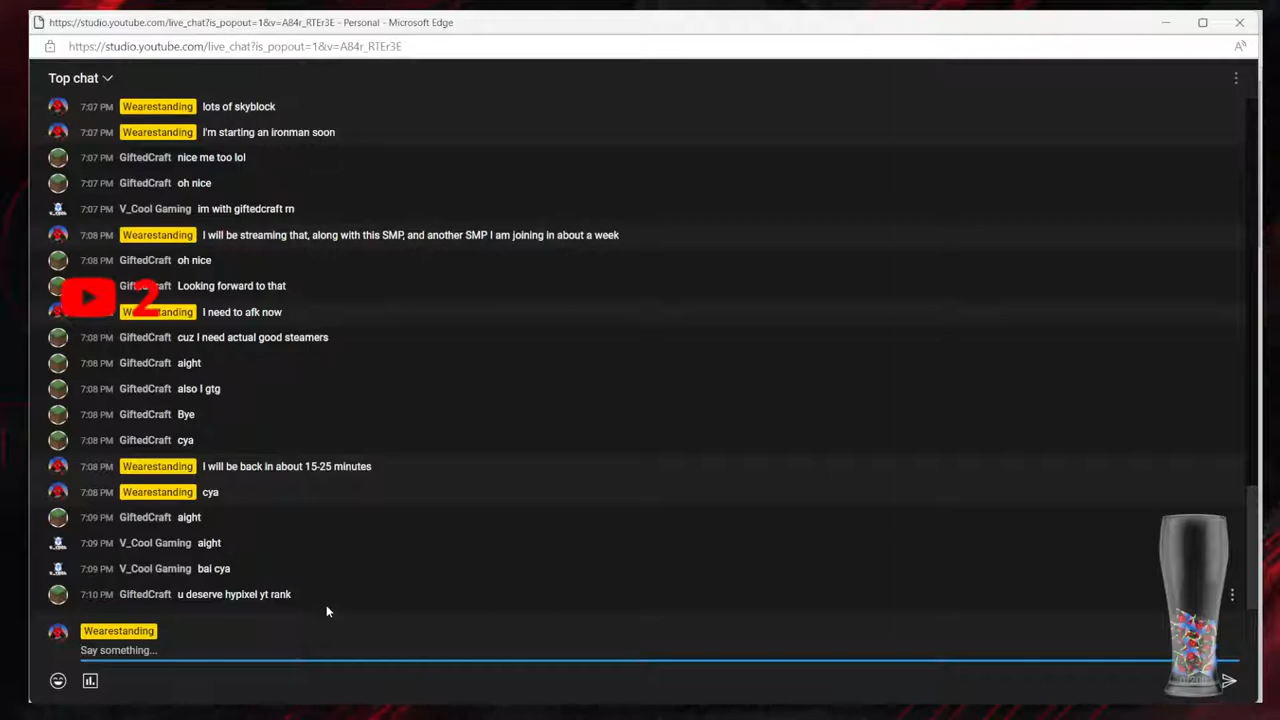 https://studio.youtube.com/live_chat?is_popout=1&v=A84r_RTEr3E - Personal - Microsoft Edge
https://studio.youtube.com/live_chat?is_popout=1&v=A84r_RTEr3E
Top chat
7:07 PM Wearestanding lots of skyblock
7:07 PM Wearestanding I'm starting an ironman soon
7:07 PM GiftedCraft nice me too lol
7:07 PM GiftedCraft oh nice
7:07 PM V_Cool Gaming im with giftedcraft rn
7:08 PM Wearestanding I will be streaming that, along with this SMP, and another SMP I am joining in about a week
7:08 PM GiftedCraft oh nice
GiftedCraft Looking forward to that
2
Wearestanding I need to afk now
7:08 PM GiftedCraft cuz I need actual good steamers
7:08 PM GiftedCraft aight
7:08 PM GiftedCraft also I gtg
7:08 PM GiftedCraft Bye
7:08 PM GiftedCraft cya
7:08 PM Wearestanding I will be back in about 15-25 minutes
7:08 PM Wearestanding cya
7:09 PM GiftedCraft aight
7:09 PM V_Cool Gaming aight
7:09 PM V_Cool Gaming bai cya
7:10 PM GiftedCraft u deserve hypixel yt rank
Wearestanding
Say something...